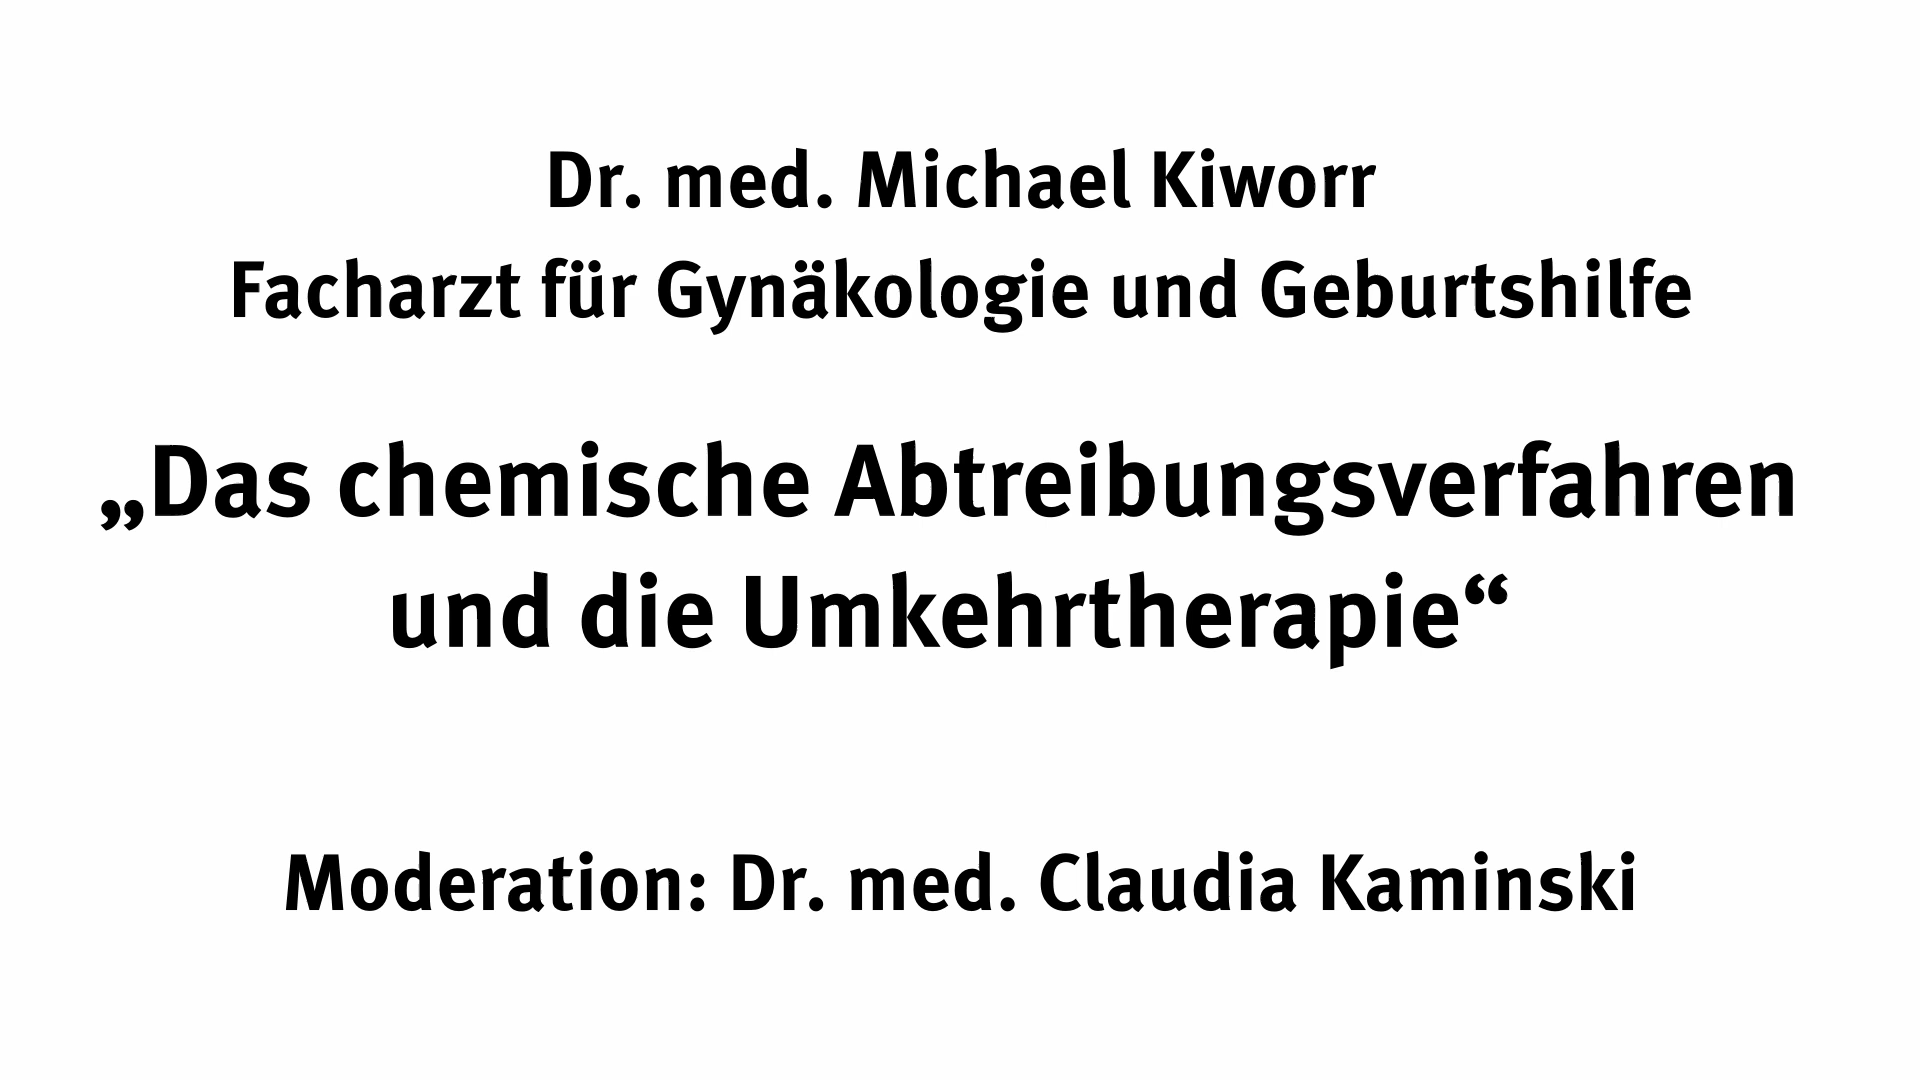 Dr. med. Michael Kiworr
Facharzt für Gynäkologie und Geburtshilfe
„Das chemische Abtreibungsverfahren
und die Umkehrtherapie“
Moderation: Dr. med. Claudia Kaminski